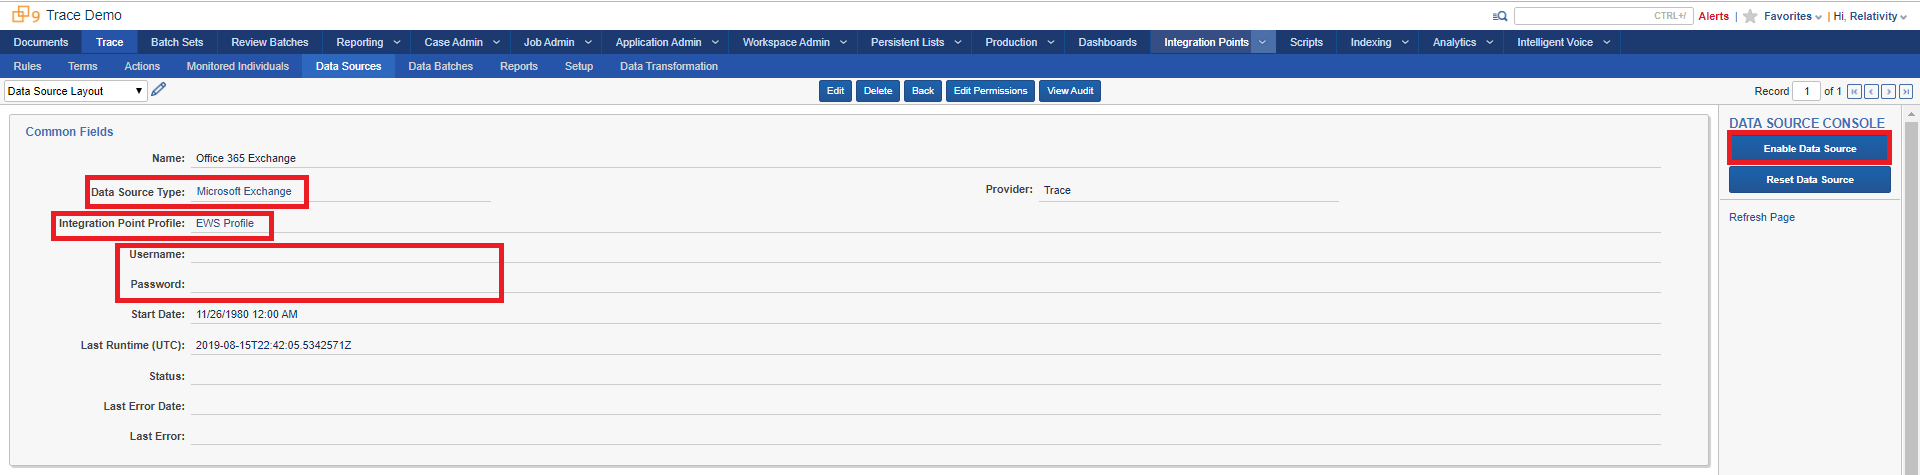 9 Trace Demo
CTRL+/ Alerts | Favorites | Hi, Relativity
Documents Trace Batch Sets Review Batches Reporting Case Admin Job Admin Application Admin Workspace Admin Persistent Lists Production Dashboards Integration Points Scripts Indexing Analytics Intelligent Voice
Rules Terms Actions Monitored Individuals Data Sources Data Batches Reports Setup Data Transformation
Data Source Layout Edit Delete Back Edit Permissions View Audit Record 1 of 1
Common Fields
Name: Office 365 Exchange
Data Source Type: Microsoft Exchange Provider: Trace
Integration Point Profile: EWS Profile
Username:
Password:
Start Date: 11/26/1980 12:00 AM
Last Runtime (UTC): 2019-08-15T22:42:05.5342571Z
Status:
Last Error Date:
Last Error:
DATA SOURCE CONSOLE
Enable Data Source
Reset Data Source
Refresh Page